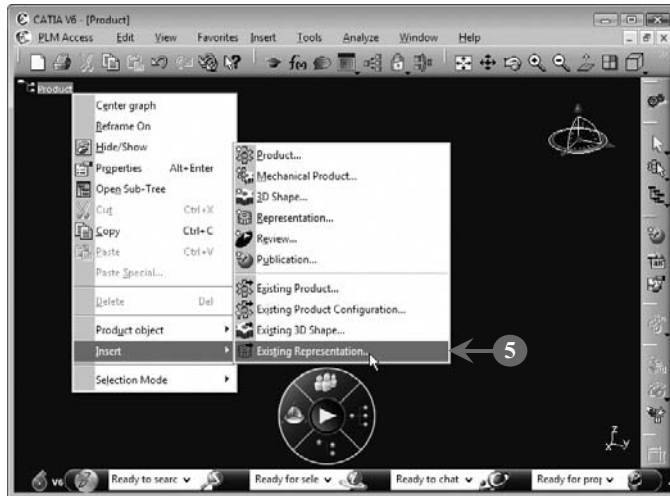 CATIA V6 - [Product]
PLM Access Edit View Favorites Insert Tools Analyze Window Help
Product
Center graph
Reframe On
Hide/Show
Properties Alt+Enter
Open Sub-Tree
Cut Ctrl+X
Copy Ctrl+C
Paste Ctrl+V
Paste Special...
Delete Del
Product object
Insert
Selection Mode
Product...
Mechanical Product...
3D Shape...
Representation...
Review...
Publication...
Existing Product...
Existing Product Configuration...
Existing 3D Shape...
Existing Representation...
5
z
x y
V6
Ready to searc
Ready for sele
Ready to chat
Ready for proj